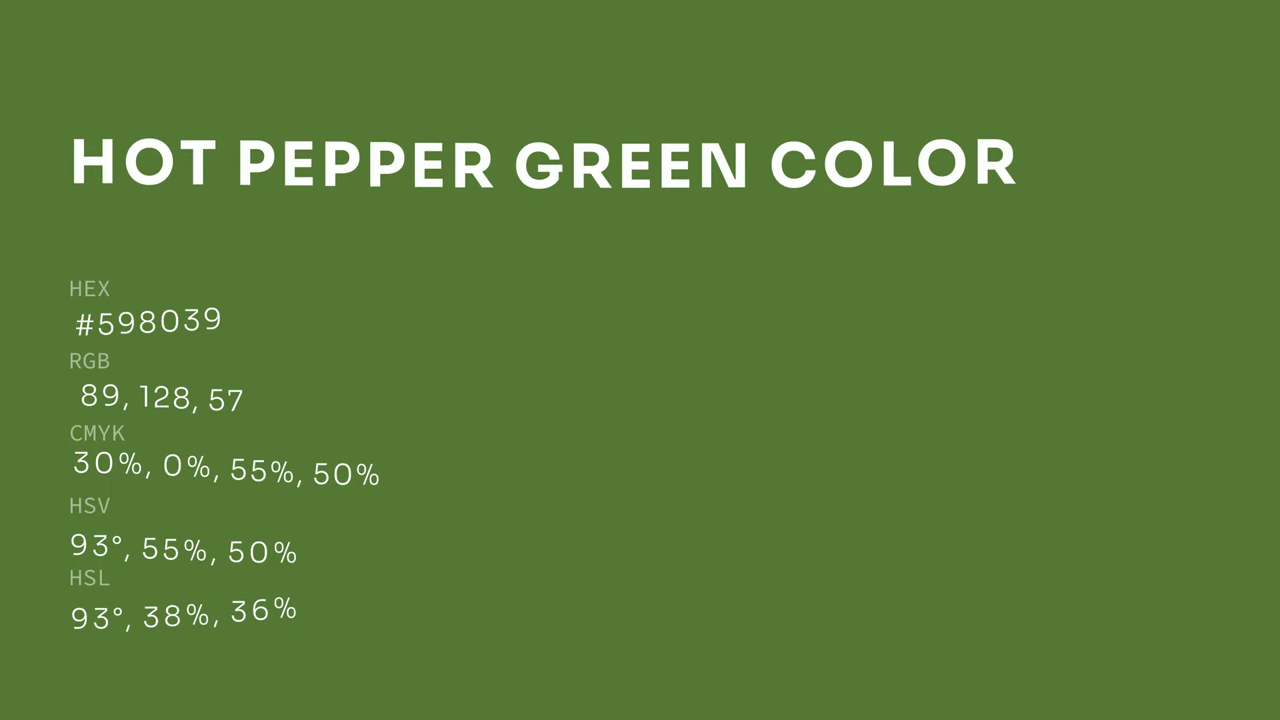 HOT PEPPER GREEN COLOR
HEX
#598039
RGB
89, 128, 57
CMYK
30%, 0%, 55%, 50%
HSV
93°, 55%, 50%
HSL
93°, 38%, 36%